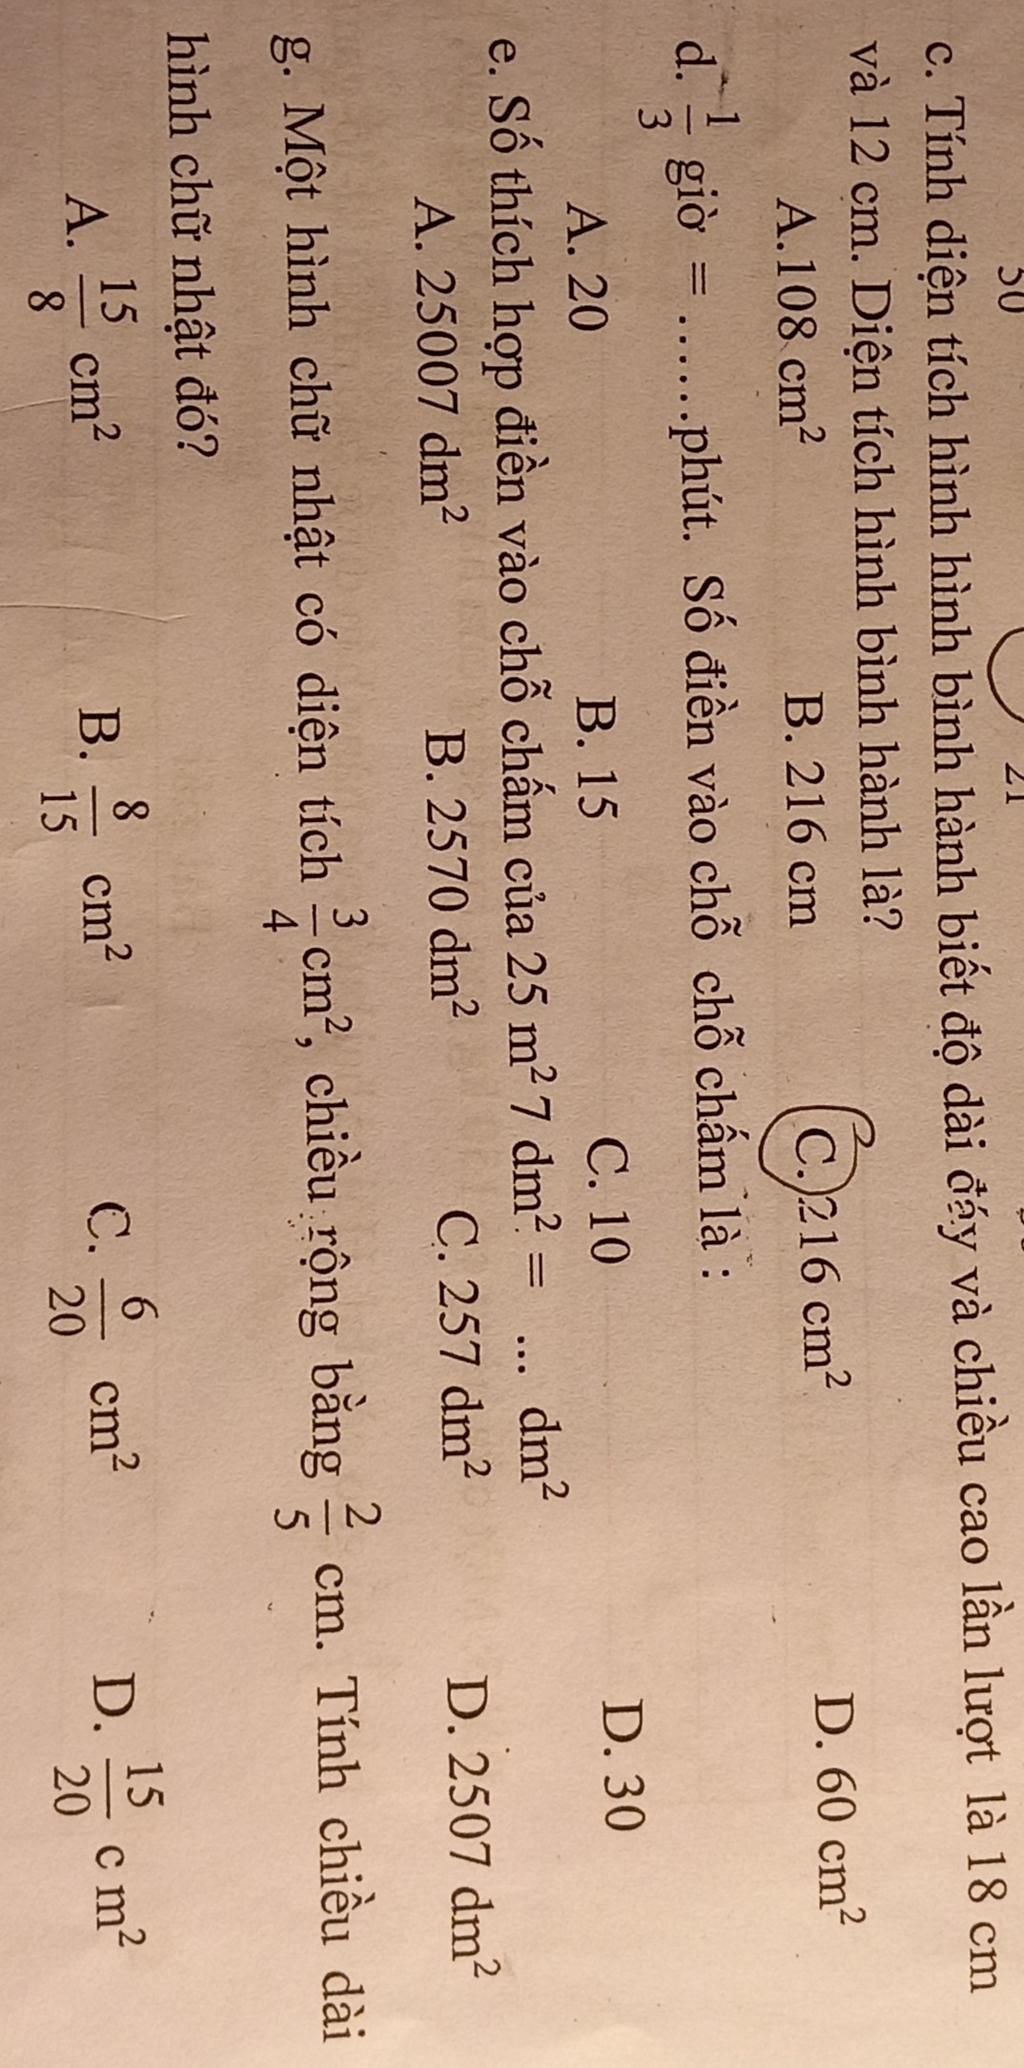 30 21
c. Tính diện tích hình hình bình hành biết độ dài đáy và chiều cao lần lượt là 18 cm
và 12 cm. Diện tích hình bình hành là?
A.108 cm² B. 216 cm C. 216 cm² D. 60 cm²
d. 1/3 giờ = ……phút. Số điền vào chỗ chỗ chấm là :
A. 20 B. 15 C. 10 D. 30
e. Số thích hợp điền vào chỗ chấm của 25 m² 7 dm² = ... dm²
A. 25007 dm² B. 2570 dm² C. 257 dm² D. 2507 dm²
g. Một hình chữ nhật có diện tích 3/4 cm², chiều rộng bằng 2/5 cm. Tính chiều dài
hình chữ nhật đó?
A. 15/8 cm² B. 8/15 cm² C. 6/20 cm² D. 15/20 c m²